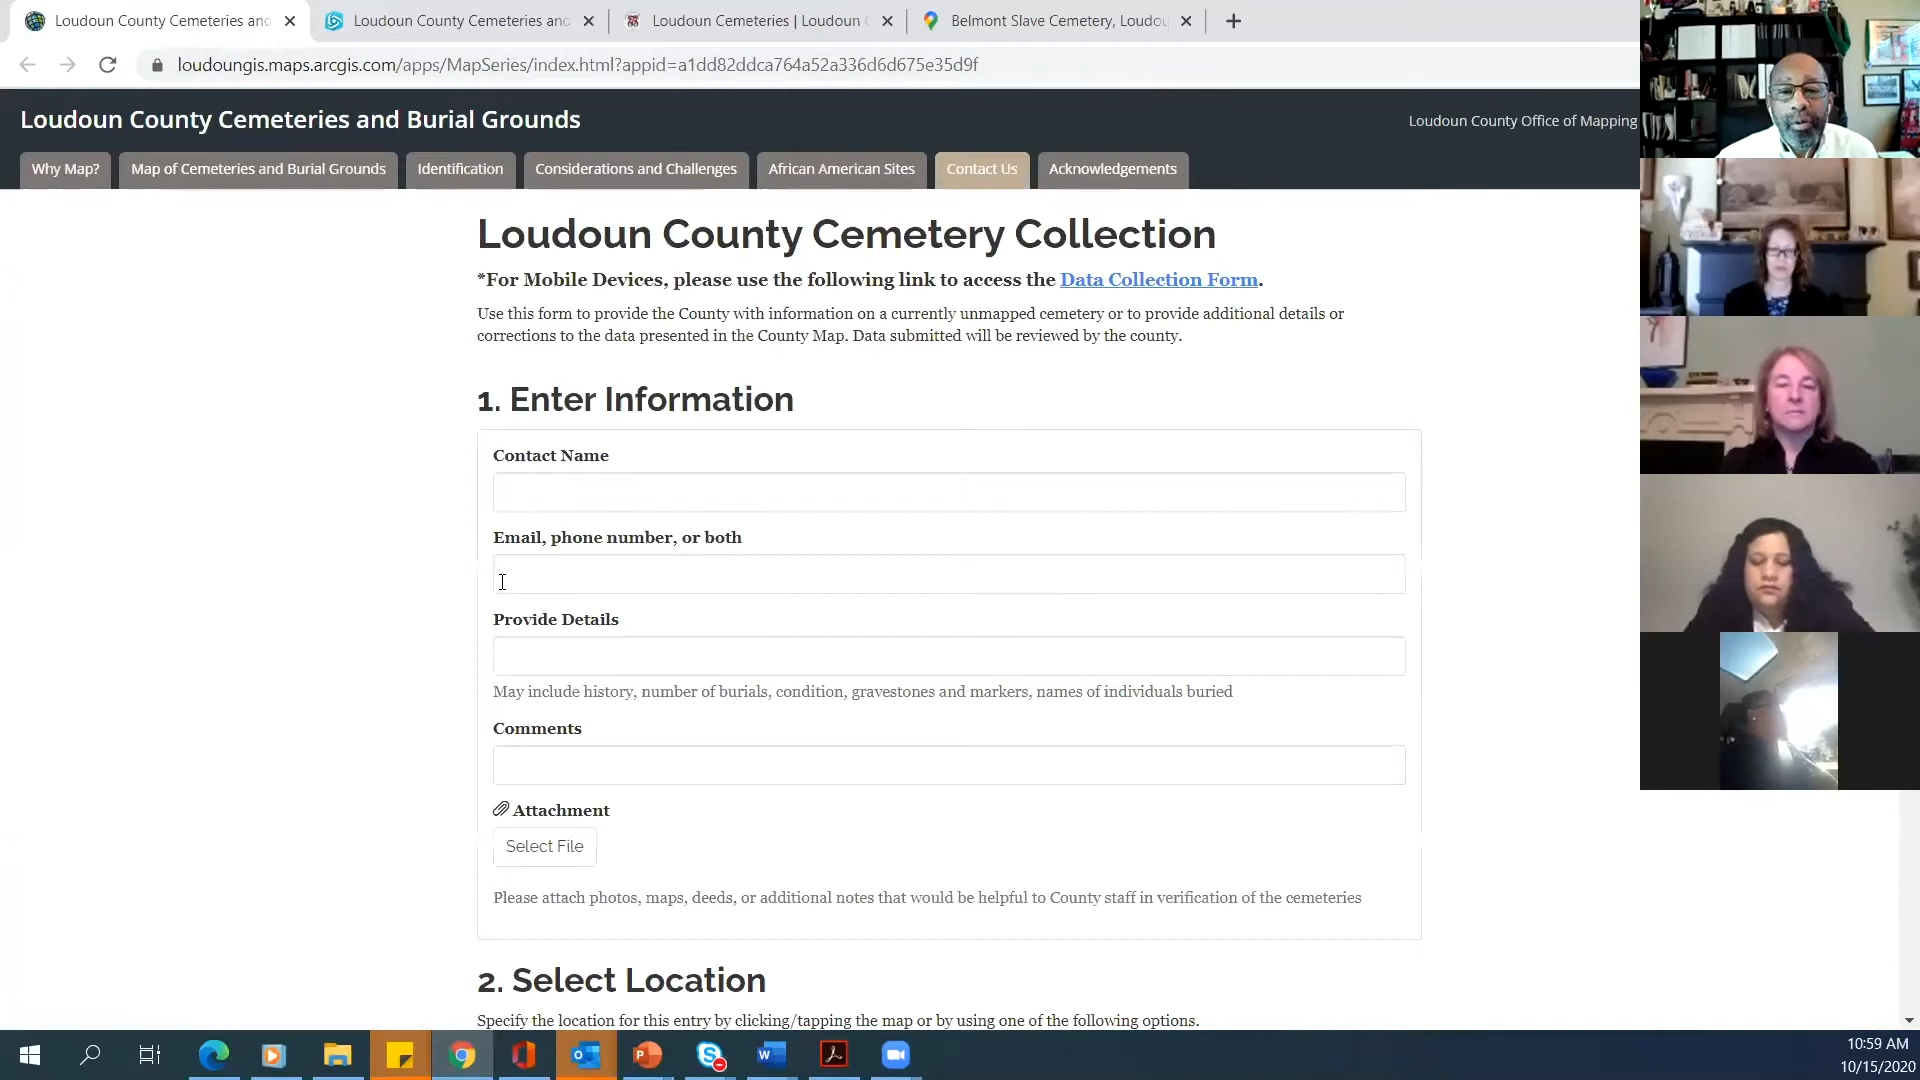 Loudoun County Cemeteries and
Loudoun County Cemeteries and
Loudoun Cemeteries | Loudoun
Belmont Slave Cemetery, Loudou
loudoungis.maps.arcgis.com/apps/MapSeries/index.html?appid=a1dd82ddca764a52a336d6d675e35d9f
Loudoun County Cemeteries and Burial Grounds
Loudoun County Office of Mapping
Why Map?
Map of Cemeteries and Burial Grounds
Identification
Considerations and Challenges
African American Sites
Contact Us
Acknowledgements
Loudoun County Cemetery Collection
*For Mobile Devices, please use the following link to access the Data Collection Form.
Use this form to provide the County with information on a currently unmapped cemetery or to provide additional details or
corrections to the data presented in the County Map. Data submitted will be reviewed by the county.
1. Enter Information
Contact Name
Email, phone number, or both
Provide Details
May include history, number of burials, condition, gravestones and markers, names of individuals buried
Comments
Attachment
Select File
Please attach photos, maps, deeds, or additional notes that would be helpful to County staff in verification of the cemeteries
2. Select Location
Specify the location for this entry by clicking/tapping the map or by using one of the following options.
10:59 AM
10/15/2020